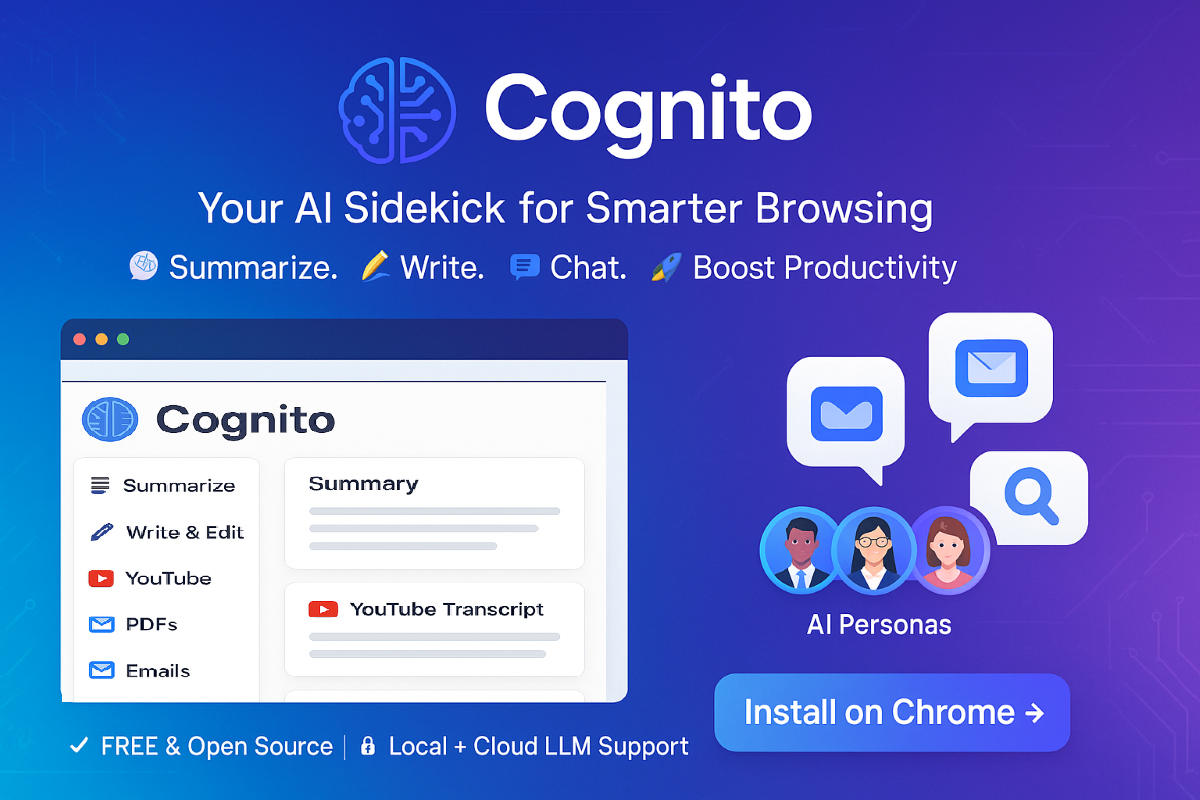 Cognito
Your AI Sidekick for Smarter Browsing
Summarize. Write. Chat. Boost Productivity
Cognito
Summarize
Write & Edit
YouTube
PDFs
Emails
Summary
YouTube Transcript
AI Personas
Install on Chrome →
✓ FREE & Open Source | Local + Cloud LLM Support